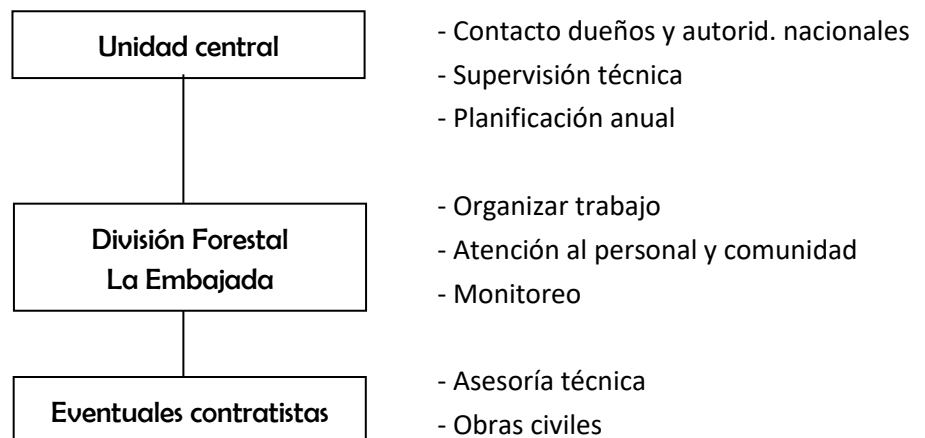 Unidad central
- Contacto dueños y autorid. nacionales
- Supervisión técnica
- Planificación anual
División Forestal
La Embajada
- Organizar trabajo
- Atención al personal y comunidad
- Monitoreo
Eventuales contratistas
- Asesoría técnica
- Obras civiles